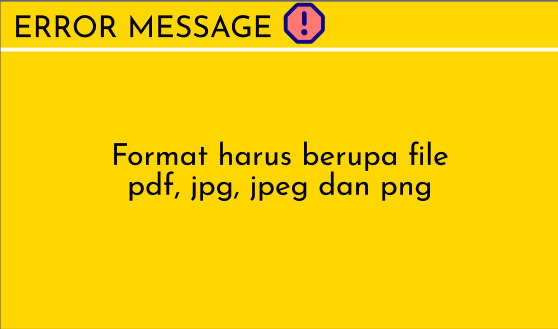 ERROR MESSAGE
Format harus berupa file
pdf, jpg, jpeg dan png